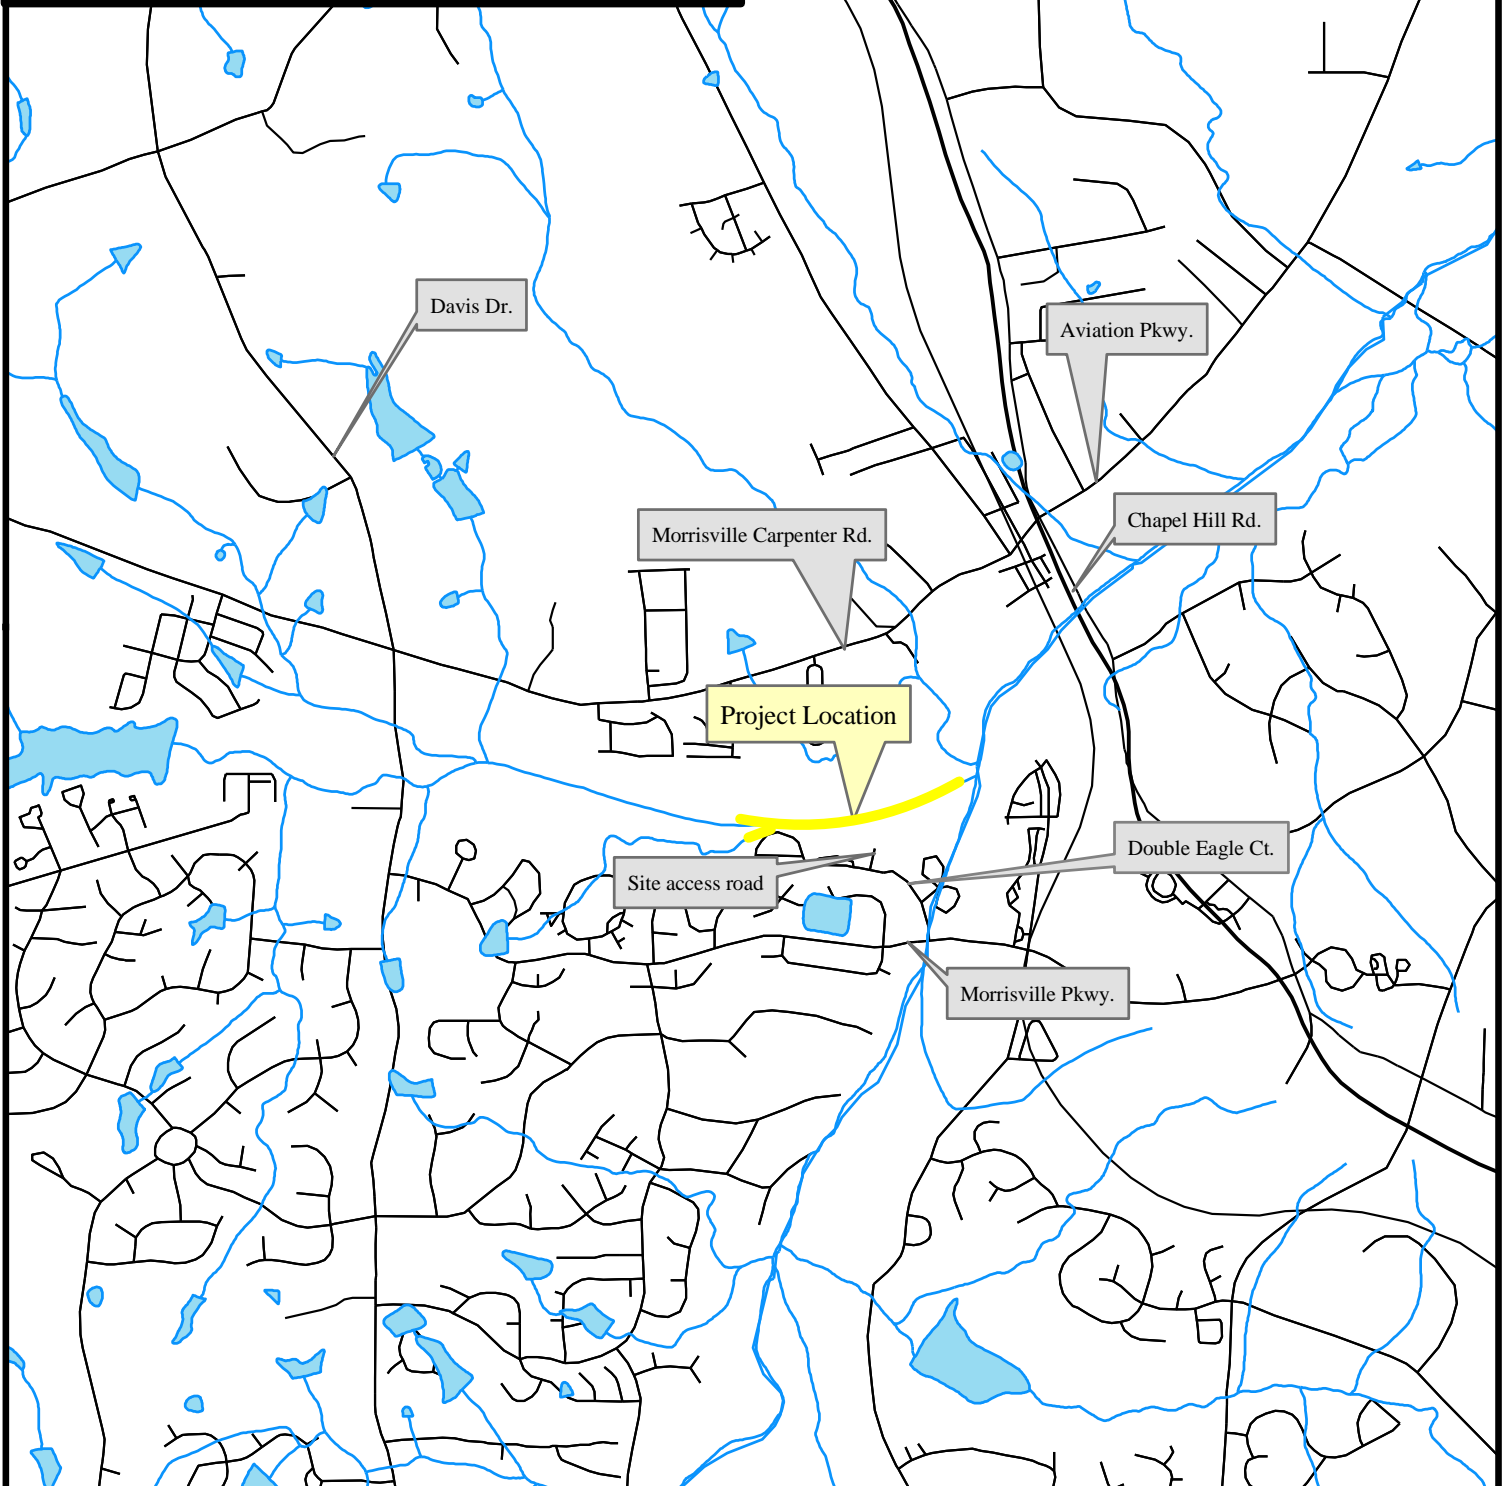 Davis Dr.
Aviation Pkwy.
Chapel Hill Rd.
Morrisville Carpenter Rd.
Project Location
Double Eagle Ct.
Site access road
Morrisville Pkwy.